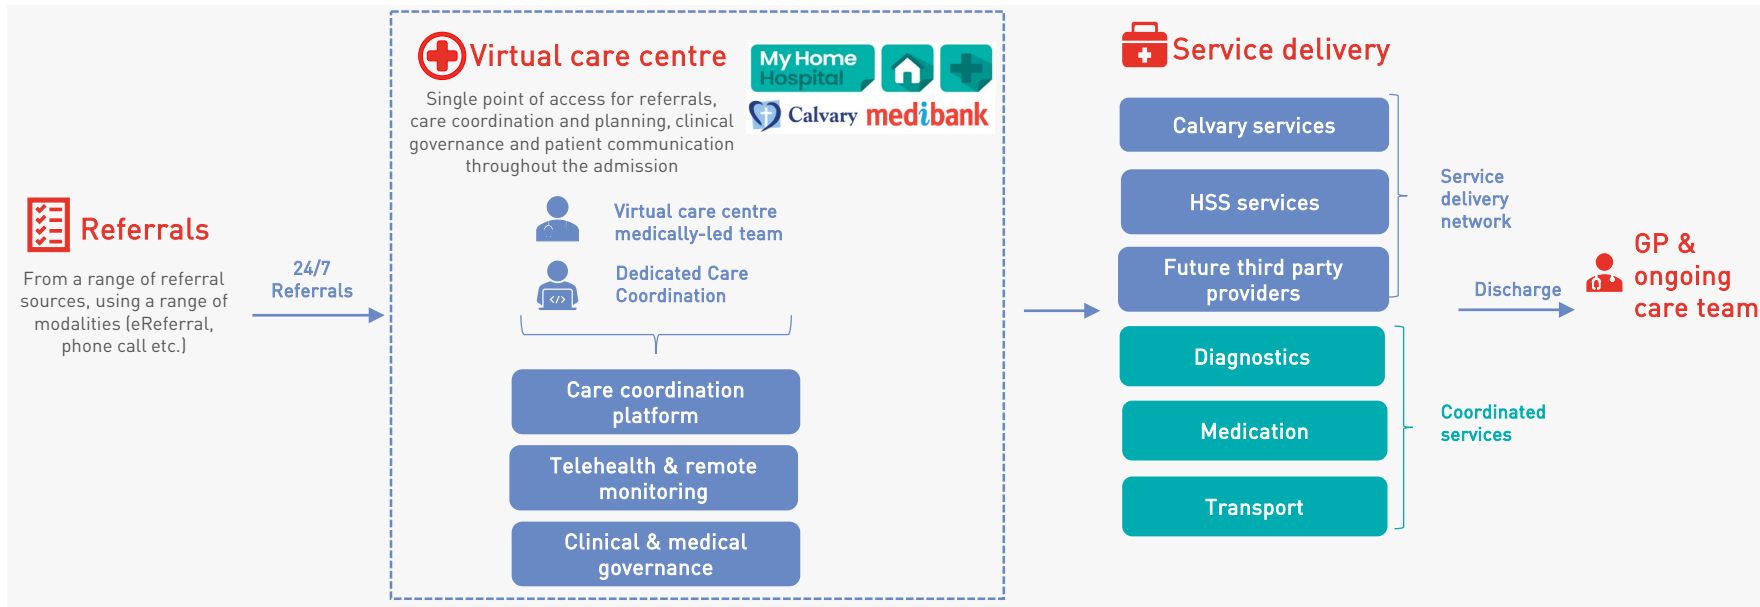 Referrals
From a range of referral
sources, using a range of
modalities (eReferral,
phone call etc.)
24/7
Referrals
Virtual care centre
Single point of access for referrals,
care coordination and planning, clinical
governance and patient communication
throughout the admission
My Home
Hospital
Calvary
medibank
Virtual care centre
medically-led team
Dedicated Care
Coordination
</>
Care coordination
platform
Telehealth & remote
monitoring
Clinical & medical
governance
Service delivery
Calvary services
HSS services
Future third party
providers
Service
delivery
network
Diagnostics
Medication
Transport
Coordinated
services
Discharge
GP &
ongoing
care team